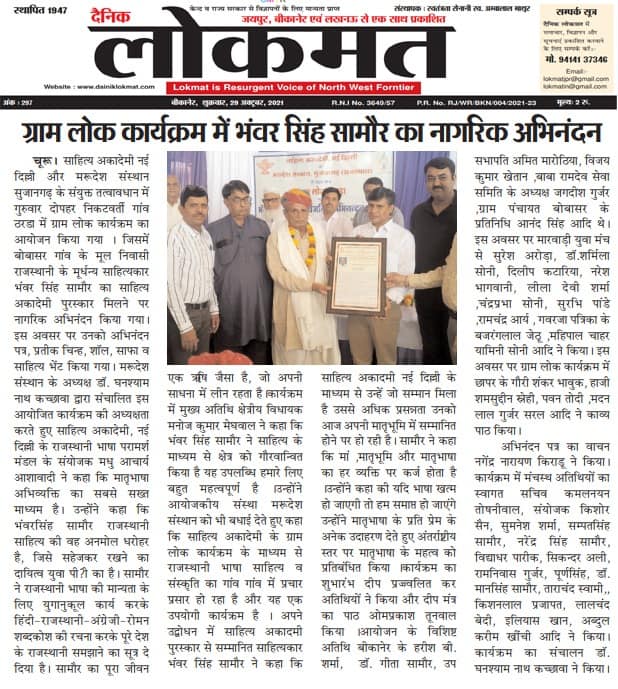 स्थापित 1947
दैनिक
केन्द्र व राज्य सरकार से विज्ञापनों के लिए मान्यता प्राप्त
जयपुर, बीकानेर एवं लखनऊ से एक साथ प्रकाशित
संस्थापक : स्वतंत्रता सेनानी स्व. अम्बालाल माथुर
लोकमत
Website : www.dainiklokmat.com
Lokmat is Resurgent Voice of North West Forntier
सम्पर्क सूत्र
दैनिक लोकमत में
समाचार, विज्ञापन और
सूचनाएं प्रकाशित करवाने
के लिए सम्पर्क करें।
मो. 94141 37346
Email:-
lokmatpr@gmail.com
lokmatin@gmail.com
अंक : 297
बीकानेर, शुक्रवार, 29 अक्टूबर, 2021
R.N.I No. 3649/57
P.R. No. RJ/WR/BKN/004/2021-23
मूल्य: 2 रु.
ग्राम लोक कार्यक्रम में भंवर सिंह सामौर का नागरिक अभिनंदन
चूरू। साहित्य अकादेमी नई
दिल्ली और मरूदेश संस्थान
सुजानगढ़ के संयुक्त तत्वावधान में
गुरुवार दोपहर निकटवर्ती गांव
ठरडा में ग्राम लोक कार्यक्रम का
आयोजन किया गया । जिसमें
बोबासर गांव के मूल निवासी
राजस्थानी के मूर्धन्य साहित्यकार
भंवर सिंह सामौर का साहित्य
अकादेमी पुरस्कार मिलने पर
नागरिक अभिनंदन किया गया।
इस अवसर पर उनको अभिनंदन
पत्र, प्रतीक चिन्ह, शॉल, साफा व
साहित्य भेंट किया गया। मरूदेश
संस्थान के अध्यक्ष डॉ. घनश्याम
नाथ कच्छावा द्वारा संचालित इस
आयोजित कार्यक्रम की अध्यक्षता
करते हुए साहित्य अकादेमी, नई
दिल्ली के राजस्थानी भाषा परामर्श
मंडल के संयोजक मधु आचार्य
आशावादी ने कहा कि मातृभाषा
अभिव्यक्ति का सबसे सख्त
माध्यम है। उन्होंने कहा कि
भंवरसिंह सामौर राजस्थानी
साहित्य की वह अनमोल धरोहर
है, जिसे सहेजकर रखने का
दायित्व युवा पीढ़ी का है। सामौर
ने राजस्थानी भाषा की मान्यता के
लिए युगानुकूल कार्य करके
हिंदी-राजस्थानी-अंग्रेजी-रोमन
शब्दकोश की रचना करके पूरे देश
के राजस्थानी समझाने का सूत्र दे
दिया है। सामौर का पूरा जीवन
एक ऋषि जैसा है, जो अपनी
साधना में लीन रहता है।कार्यक्रम
में मुख्य अतिथि क्षेत्रीय विधायक
मनोज कुमार मेघवाल ने कहा कि
भंवर सिंह सामौर ने साहित्य के
माध्यम से क्षेत्र को गौरवान्वित
किया है यह उपलब्धि हमारे लिए
बहुत महत्वपूर्ण है ।उन्होंने
आयोजकीय संस्था मरूदेश
संस्थान को भी बधाई देते हुए कहा
कि साहित्य अकादेमी के ग्राम
लोक कार्यक्रम के माध्यम से
राजस्थानी भाषा साहित्य व
संस्कृति का गांव गांव में प्रचार
प्रसार हो रहा है और यह एक
उपयोगी कार्यक्रम है । अपने
उद्बोधन में साहित्य अकादमी
पुरस्कार से सम्मानित साहित्यकार
भंवर सिंह सामौर ने कहा कि
साहित्य अकादमी नई दिल्ली के
माध्यम से उन्हें जो सम्मान मिला
है उससे अधिक प्रसन्नता उनको
आज अपनी मातृभूमि में सम्मानित
होने पर हो रही है। सामौर ने कहा
कि मां ,मातृभूमि और मातृभाषा
का हर व्यक्ति पर कर्ज होता है
।उन्होंने कहा की यदि भाषा खत्म
हो जाएगी तो हम समाप्त हो जाएंगे
उन्होंने मातृभाषा के प्रति प्रेम के
अनेक उदाहरण देते हुए अंतर्राष्ट्रीय
स्तर पर मातृभाषा के महत्व को
प्रतिबंधित किया ।कार्यक्रम का
शुभारंभ दीप प्रज्वलित कर
अतिथियों ने किया और दीप मंत्र
का पाठ ओमप्रकाश तूनवाल
किया ।आयोजन के विशिष्ट
अतिथि बीकानेर के हरीश बी.
शर्मा, डॉ. गीता सामौर, उप
सभापति अमित मारोठिया, विजय
कुमार खेतान ,बाबा रामदेव सेवा
समिति के अध्यक्ष जगदीश गुर्जर
,ग्राम पंचायत बोबासर के
प्रतिनिधि आनंद सिंह आदि थे।
इस अवसर पर मारवाड़ी युवा मंच
से सुरेश अरोड़ा, डॉ.शर्मिला
सोनी, दिलीप कटारिया, नरेश
भागवानी, लीला देवी शर्मा
,चंद्रप्रभा सोनी, सुरभि पांडे
,रामचंद्र आर्य , गवरजा पत्रिका के
बजरंगलाल जेठू ,महिपाल चाहर
यामिनी सोनी आदि ने किया। इस
अवसर पर ग्राम लोक कार्यक्रम में
छापर के गौरी शंकर भावुक, हाजी
शमसुद्दीन स्नेही, पवन तोदी ,मदन
लाल गुर्जर सरल आदि ने काव्य
पाठ किया।
अभिनंदन पत्र का वाचन
नगेंद्र नारायण किराडू ने किया।
कार्यक्रम में मंचस्थ अतिथियों का
स्वागत सचिव कमलनयन
तोषनीवाल, संयोजक किशोर
सैन, सुमनेश शर्मा, सम्पतसिंह
सामौर, नरेंद्र सिंह सामौर,
विद्याधर पारीक, सिकन्दर अली,
रामनिवास गुर्जर, पूर्णसिंह, डॉ.
मानसिंह सामौर, ताराचंद स्वामी,,
किशनलाल प्रजापत, लालचंद
बेदी, इलियास खान, अब्दुल
करीम खींची आदि ने किया।
कार्यक्रम का संचालन डॉ.
घनश्याम नाथ कच्छावा ने किया।